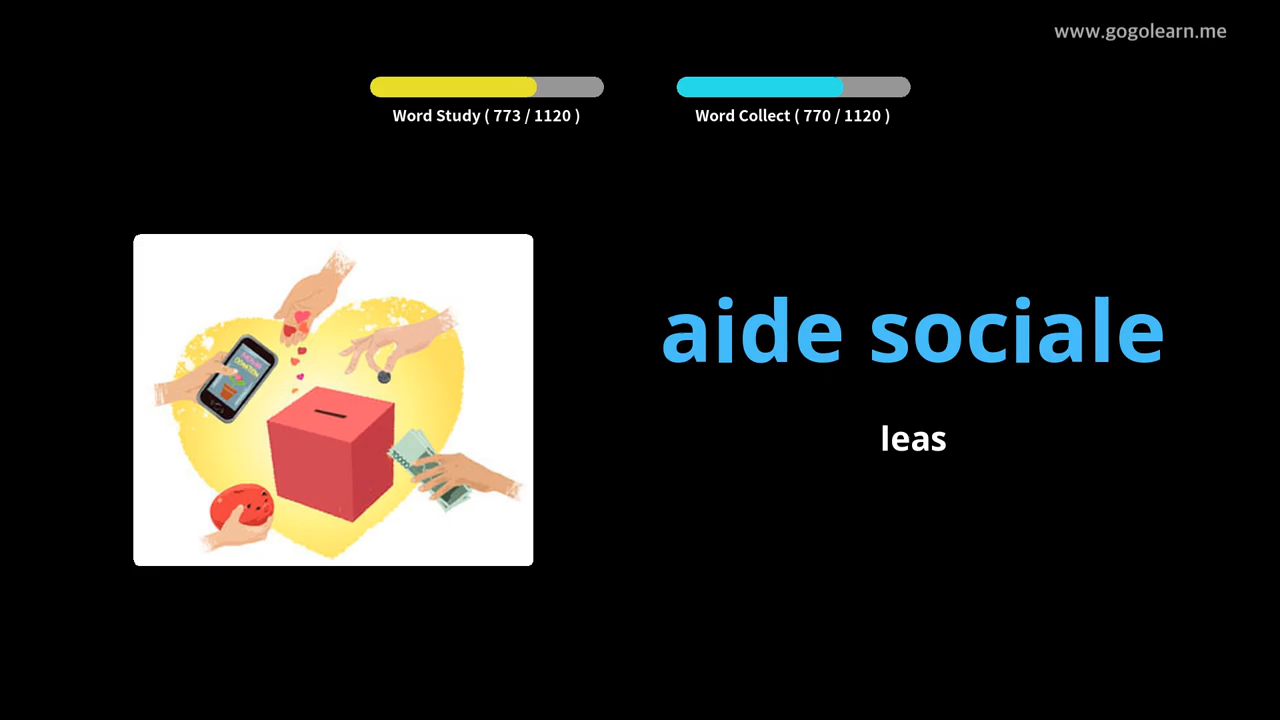 www.gogolearn.me
Word Study ( 773 / 1120 )
Word Collect ( 770 / 1120 )
aide sociale
leas